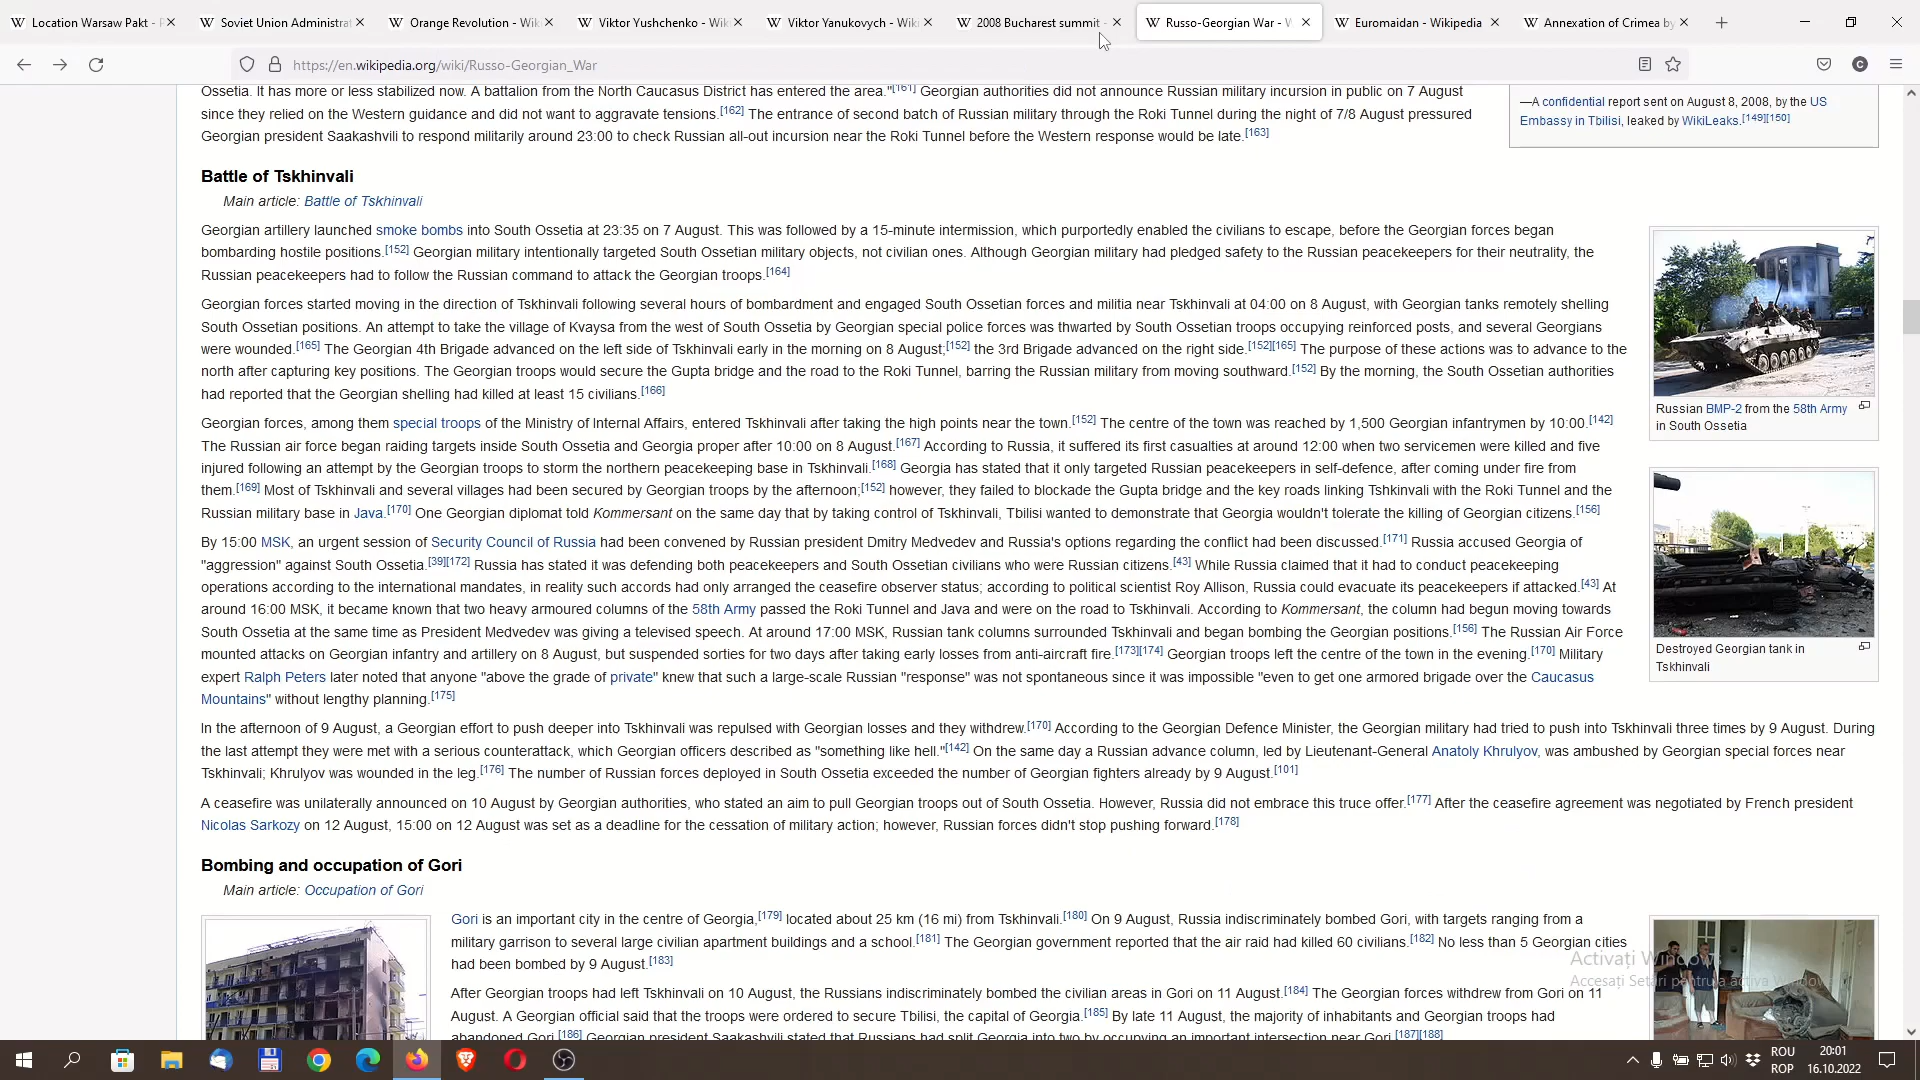 Location Warsaw Pakt - P
Soviet Union Administrat
Orange Revolution - Wiki
Viktor Yushchenko - Wiki
Viktor Yanukovych - Wiki
2008 Bucharest summit -
Russo-Georgian War - W
Euromaidan - Wikipedia
Annexation of Crimea by
https://en.wikipedia.org/wiki/Russo-Georgian_War
Ossetia. It has more or less stabilized now. A battalion from the North Caucasus District has entered the area."[161] Georgian authorities did not announce Russian military incursion in public on 7 August
since they relied on the Western guidance and did not want to aggravate tensions.[162] The entrance of second batch of Russian military through the Roki Tunnel during the night of 7/8 August pressured
Georgian president Saakashvili to respond militarily around 23:00 to check Russian all-out incursion near the Roki Tunnel before the Western response would be late.[163]
—A confidential report sent on August 8, 2008, by the US
Embassy in Tbilisi, leaked by WikiLeaks.[149][150]
Battle of Tskhinvali
Main article: Battle of Tskhinvali
Georgian artillery launched smoke bombs into South Ossetia at 23:35 on 7 August. This was followed by a 15-minute intermission, which purportedly enabled the civilians to escape, before the Georgian forces began
bombarding hostile positions.[152] Georgian military intentionally targeted South Ossetian military objects, not civilian ones. Although Georgian military had pledged safety to the Russian peacekeepers for their neutrality, the
Russian peacekeepers had to follow the Russian command to attack the Georgian troops.[164]
Georgian forces started moving in the direction of Tskhinvali following several hours of bombardment and engaged South Ossetian forces and militia near Tskhinvali at 04:00 on 8 August, with Georgian tanks remotely shelling
South Ossetian positions. An attempt to take the village of Kvaysa from the west of South Ossetia by Georgian special police forces was thwarted by South Ossetian troops occupying reinforced posts, and several Georgians
were wounded.[165] The Georgian 4th Brigade advanced on the left side of Tskhinvali early in the morning on 8 August;[152] the 3rd Brigade advanced on the right side.[152][165] The purpose of these actions was to advance to the
north after capturing key positions. The Georgian troops would secure the Gupta bridge and the road to the Roki Tunnel, barring the Russian military from moving southward.[152] By the morning, the South Ossetian authorities
had reported that the Georgian shelling had killed at least 15 civilians.[166]
Russian BMP-2 from the 58th Army
in South Ossetia
Georgian forces, among them special troops of the Ministry of Internal Affairs, entered Tskhinvali after taking the high points near the town.[152] The centre of the town was reached by 1,500 Georgian infantrymen by 10:00.[142]
The Russian air force began raiding targets inside South Ossetia and Georgia proper after 10:00 on 8 August.[167] According to Russia, it suffered its first casualties at around 12:00 when two servicemen were killed and five
injured following an attempt by the Georgian troops to storm the northern peacekeeping base in Tskhinvali.[168] Georgia has stated that it only targeted Russian peacekeepers in self-defence, after coming under fire from
them.[169] Most of Tskhinvali and several villages had been secured by Georgian troops by the afternoon;[152] however, they failed to blockade the Gupta bridge and the key roads linking Tshkinvali with the Roki Tunnel and the
Russian military base in Java.[170] One Georgian diplomat told Kommersant on the same day that by taking control of Tskhinvali, Tbilisi wanted to demonstrate that Georgia wouldn't tolerate the killing of Georgian citizens.[156]
By 15:00 MSK, an urgent session of Security Council of Russia had been convened by Russian president Dmitry Medvedev and Russia's options regarding the conflict had been discussed.[171] Russia accused Georgia of
"aggression" against South Ossetia.[39][172] Russia has stated it was defending both peacekeepers and South Ossetian civilians who were Russian citizens.[43] While Russia claimed that it had to conduct peacekeeping
operations according to the international mandates, in reality such accords had only arranged the ceasefire observer status; according to political scientist Roy Allison, Russia could evacuate its peacekeepers if attacked.[43] At
around 16:00 MSK, it became known that two heavy armoured columns of the 58th Army passed the Roki Tunnel and Java and were on the road to Tskhinvali. According to Kommersant, the column had begun moving towards
South Ossetia at the same time as President Medvedev was giving a televised speech. At around 17:00 MSK, Russian tank columns surrounded Tskhinvali and began bombing the Georgian positions.[156] The Russian Air Force
mounted attacks on Georgian infantry and artillery on 8 August, but suspended sorties for two days after taking early losses from anti-aircraft fire.[173][174] Georgian troops left the centre of the town in the evening.[170] Military
expert Ralph Peters later noted that anyone "above the grade of private" knew that such a large-scale Russian "response" was not spontaneous since it was impossible "even to get one armored brigade over the Caucasus
Mountains" without lengthy planning.[175]
Destroyed Georgian tank in
Tskhinvali
In the afternoon of 9 August, a Georgian effort to push deeper into Tskhinvali was repulsed with Georgian losses and they withdrew.[170] According to the Georgian Defence Minister, the Georgian military had tried to push into Tskhinvali three times by 9 August. During
the last attempt they were met with a serious counterattack, which Georgian officers described as "something like hell."[142] On the same day a Russian advance column, led by Lieutenant-General Anatoly Khrulyov, was ambushed by Georgian special forces near
Tskhinvali; Khrulyov was wounded in the leg.[176] The number of Russian forces deployed in South Ossetia exceeded the number of Georgian fighters already by 9 August.[101]
A ceasefire was unilaterally announced on 10 August by Georgian authorities, who stated an aim to pull Georgian troops out of South Ossetia. However, Russia did not embrace this truce offer.[177] After the ceasefire agreement was negotiated by French president
Nicolas Sarkozy on 12 August, 15:00 on 12 August was set as a deadline for the cessation of military action; however, Russian forces didn't stop pushing forward.[178]
Bombing and occupation of Gori
Main article: Occupation of Gori
Gori is an important city in the centre of Georgia,[179] located about 25 km (16 mi) from Tskhinvali.[180] On 9 August, Russia indiscriminately bombed Gori, with targets ranging from a
military garrison to several large civilian apartment buildings and a school.[181] The Georgian government reported that the air raid had killed 60 civilians.[182] No less than 5 Georgian cities
had been bombed by 9 August.[183]
After Georgian troops had left Tskhinvali on 10 August, the Russians indiscriminately bombed the civilian areas in Gori on 11 August.[184] The Georgian forces withdrew from Gori on 11
August. A Georgian official said that the troops were ordered to secure Tbilisi, the capital of Georgia.[185] By late 11 August, the majority of inhabitants and Georgian troops had
abandoned Gori.[186] Georgian president Saakashvili stated that Russians had split Georgia into two by occupying an important intersection near Gori.[187][188]
Activați Windows
Accesați Setări pentru a activa Windows.
ROU
ROP
20:01
16.10.2022